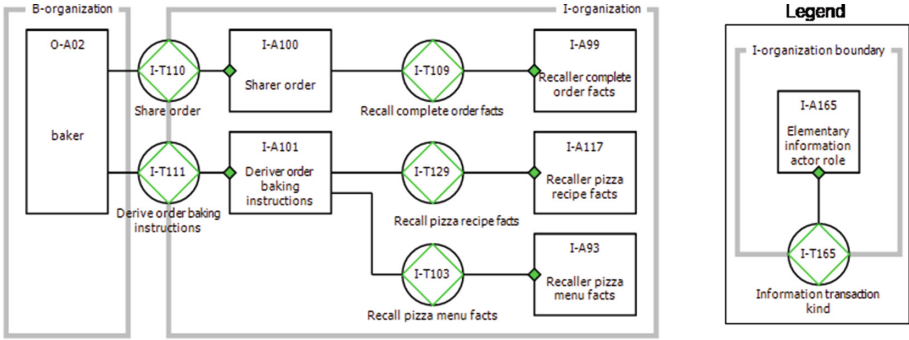 B-organization
I-organization
O-A02
baker
I-T110
Share order
I-A100
Sharer order
I-T109
Recall complete order facts
I-A99
Recaller complete
order facts
I-T111
Derive order baking
instructions
I-A101
Deriver order
baking
instructions
I-T129
Recall pizza recipe facts
I-A117
Recaller pizza
recipe facts
I-T103
Recall pizza menu facts
I-A93
Recaller pizza
menu facts
Legend
I-organization boundary
I-A165
Elementary
information
actor role
I-T165
Information transaction
kind